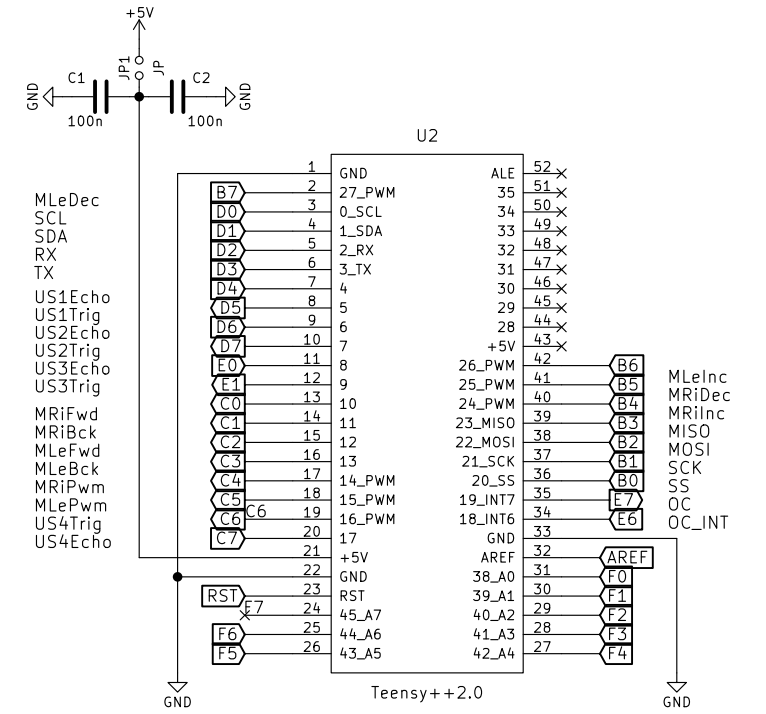 +5V
C1 JP1 JP C2
GND GND
100n 100n
U2
1 GND ALE 52
B7 2 27_PWM 35 51
MLeDec D0 3 0_SCL 34 50
SCL D1 4 1_SDA 33 49
SDA D2 5 2_RX 32 48
RX D3 6 3_TX 31 47
TX D4 7 4 30 46
US1Echo D5 8 5 29 45
US1Trig D6 9 6 28 44
US2Echo D7 10 7 +5V 43
US2Trig E0 11 8 26_PWM 42 B6
US3Echo E1 12 9 25_PWM 41 B5 MLeInc
US3Trig C0 13 10 24_PWM 40 B4 MRiDec
MRiFwd C1 14 11 23_MISO 39 B3 MRiInc
MRiBck C2 15 12 22_MOSI 38 B2 MISO
MLeFwd C3 16 13 21_SCK 37 B1 MOSI
MLeBck C4 17 14_PWM 20_SS 36 B0 SCK
MRiPwm C5 18 15_PWM 19_INT7 35 E7 SS
MLePwm C6 C6 19 16_PWM 18_INT6 34 E6 OC
US4Trig C7 20 17 GND 33 OC_INT
US4Echo 21 +5V AREF 32 AREF
22 GND 38_A0 31 F0
RST 23 RST 39_A1 30 F1
F7 24 45_A7 40_A2 29 F2
F6 25 44_A6 41_A3 28 F3
F5 26 43_A5 42_A4 27 F4
GND Teensy++2.0 GND